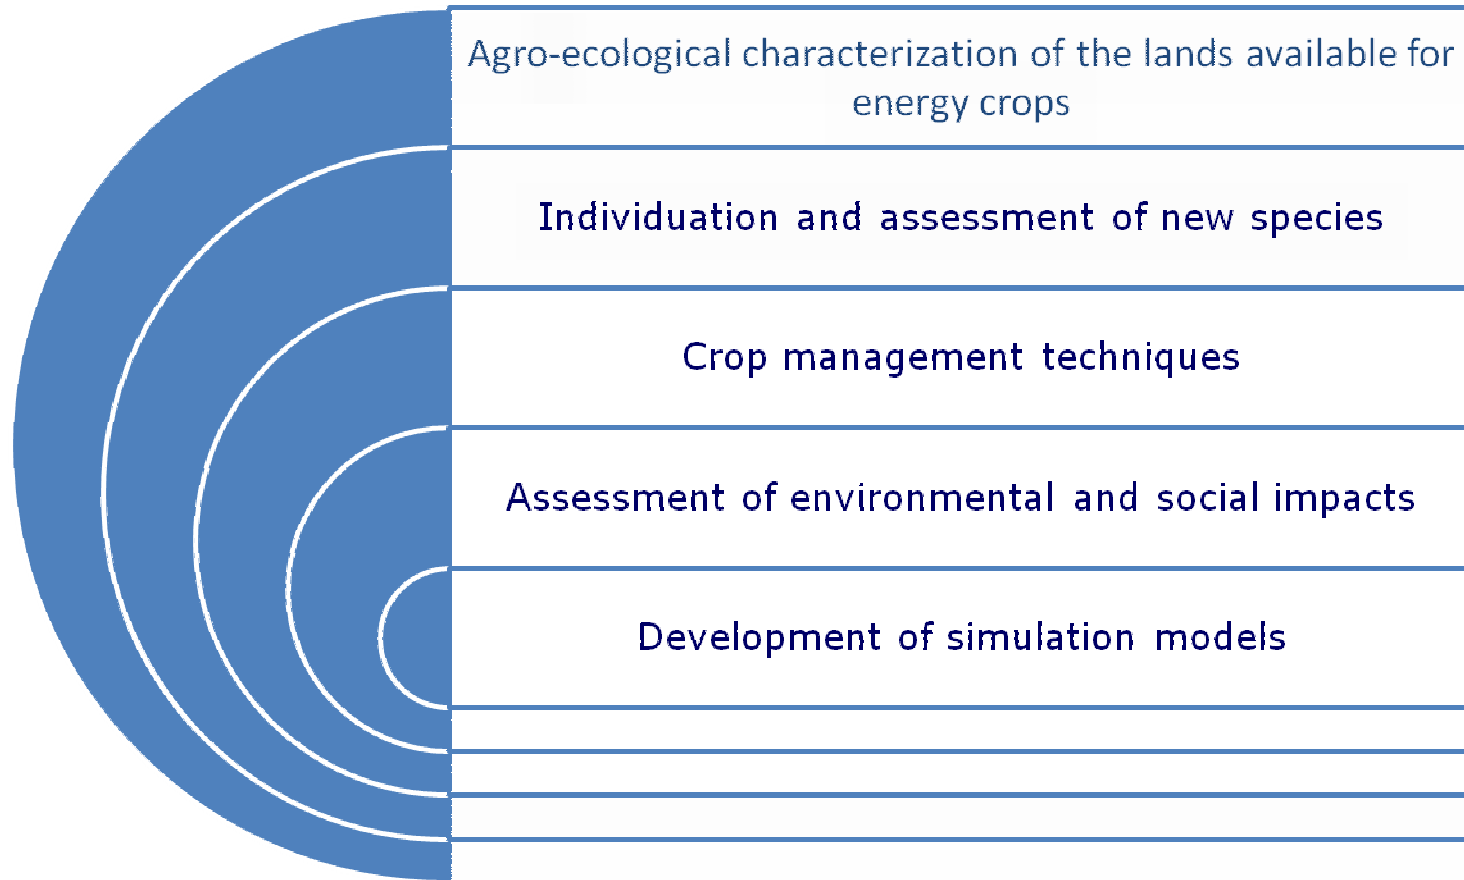 Agro-ecological characterization of the lands available for
energy crops
Individuation and assessment of new species
Crop management techniques
Assessment of environmental and social impacts
Development of simulation models